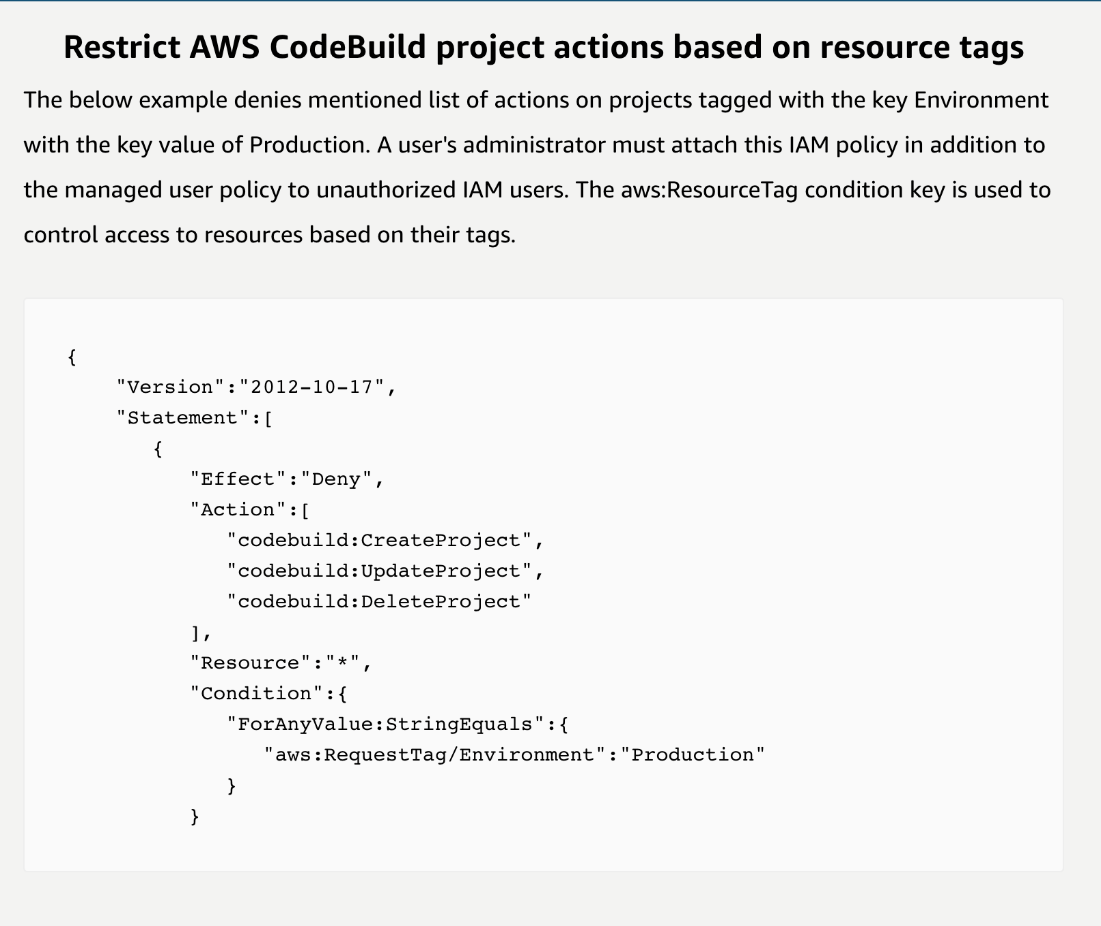 Restrict AWS CodeBuild project actions based on resource tags
The below example denies mentioned list of actions on projects tagged with the key Environment
with the key value of Production. A user's administrator must attach this IAM policy in addition to
the managed user policy to unauthorized IAM users. The aws:ResourceTag condition key is used to
control access to resources based on their tags.
{
"Version":"2012-10-17",
"Statement":[
{
"Effect":"Deny",
"Action":[
"codebuild:CreateProject",
"codebuild:UpdateProject",
"codebuild:DeleteProject"
],
"Resource":"*",
"Condition":{
"ForAnyValue:StringEquals":{
"aws:RequestTag/Environment":"Production"
}
}